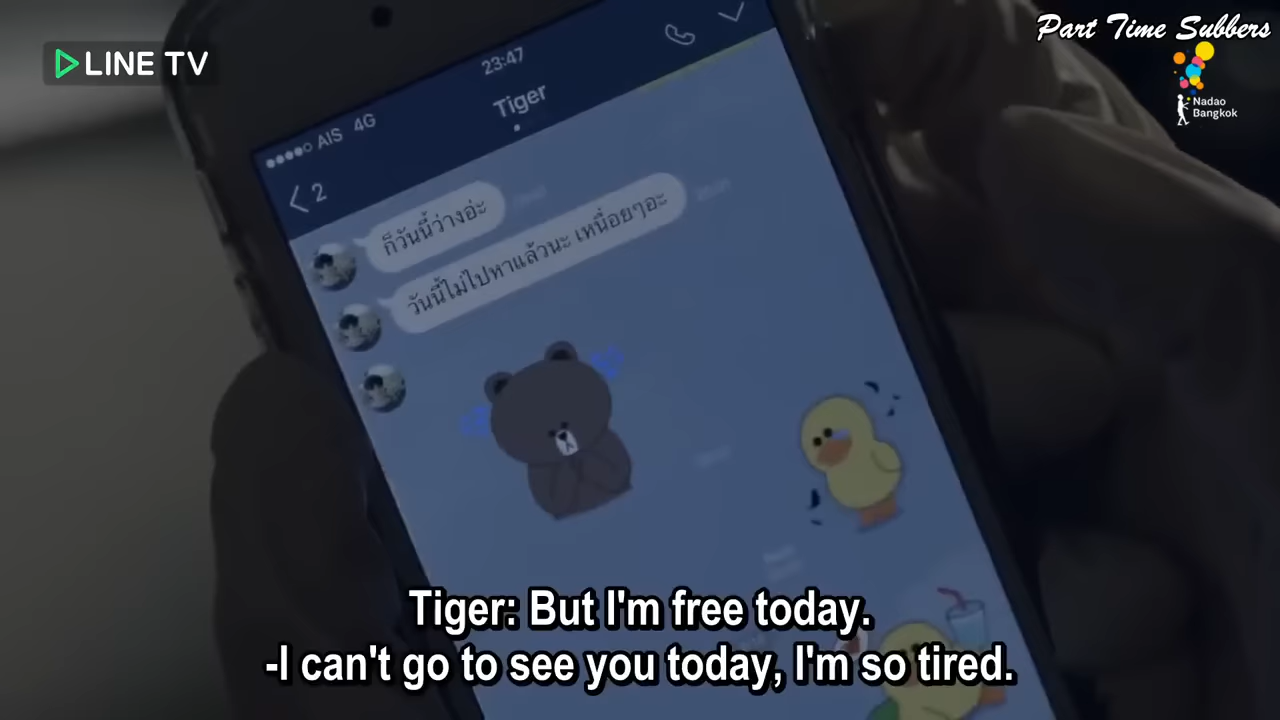 LINE TV
Part Time Subbers
Nadao
Bangkok
23:47
AIS 4G
Tiger
2
ก็วันนี้ว่างอ่ะ
วันนี้ไม่ไปหาแล้วนะ เหนื่อยๆอะ
Tiger: But I'm free today.
-I can't go to see you today, I'm so tired.